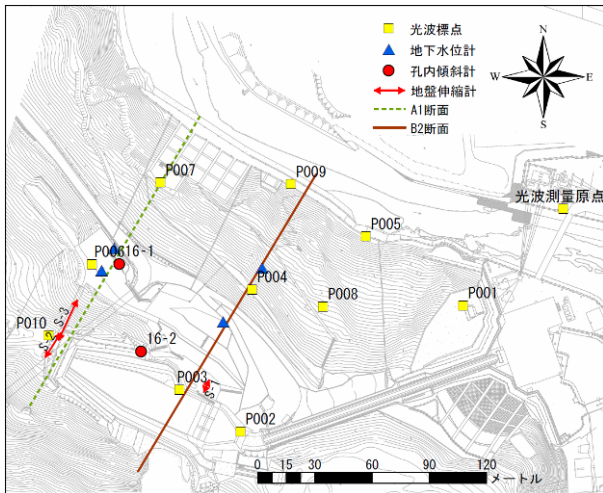 光波標点
地下水位計
孔内傾斜計
地盤伸縮計
A1断面
B2断面
N
W
E
S
P007
P009
光波測量原点
P005
P006
16-1
P004
P008
P001
S-3
P010
S-2
16-2
P003
S-1
P002
0 15 30 60 90 120
メートル